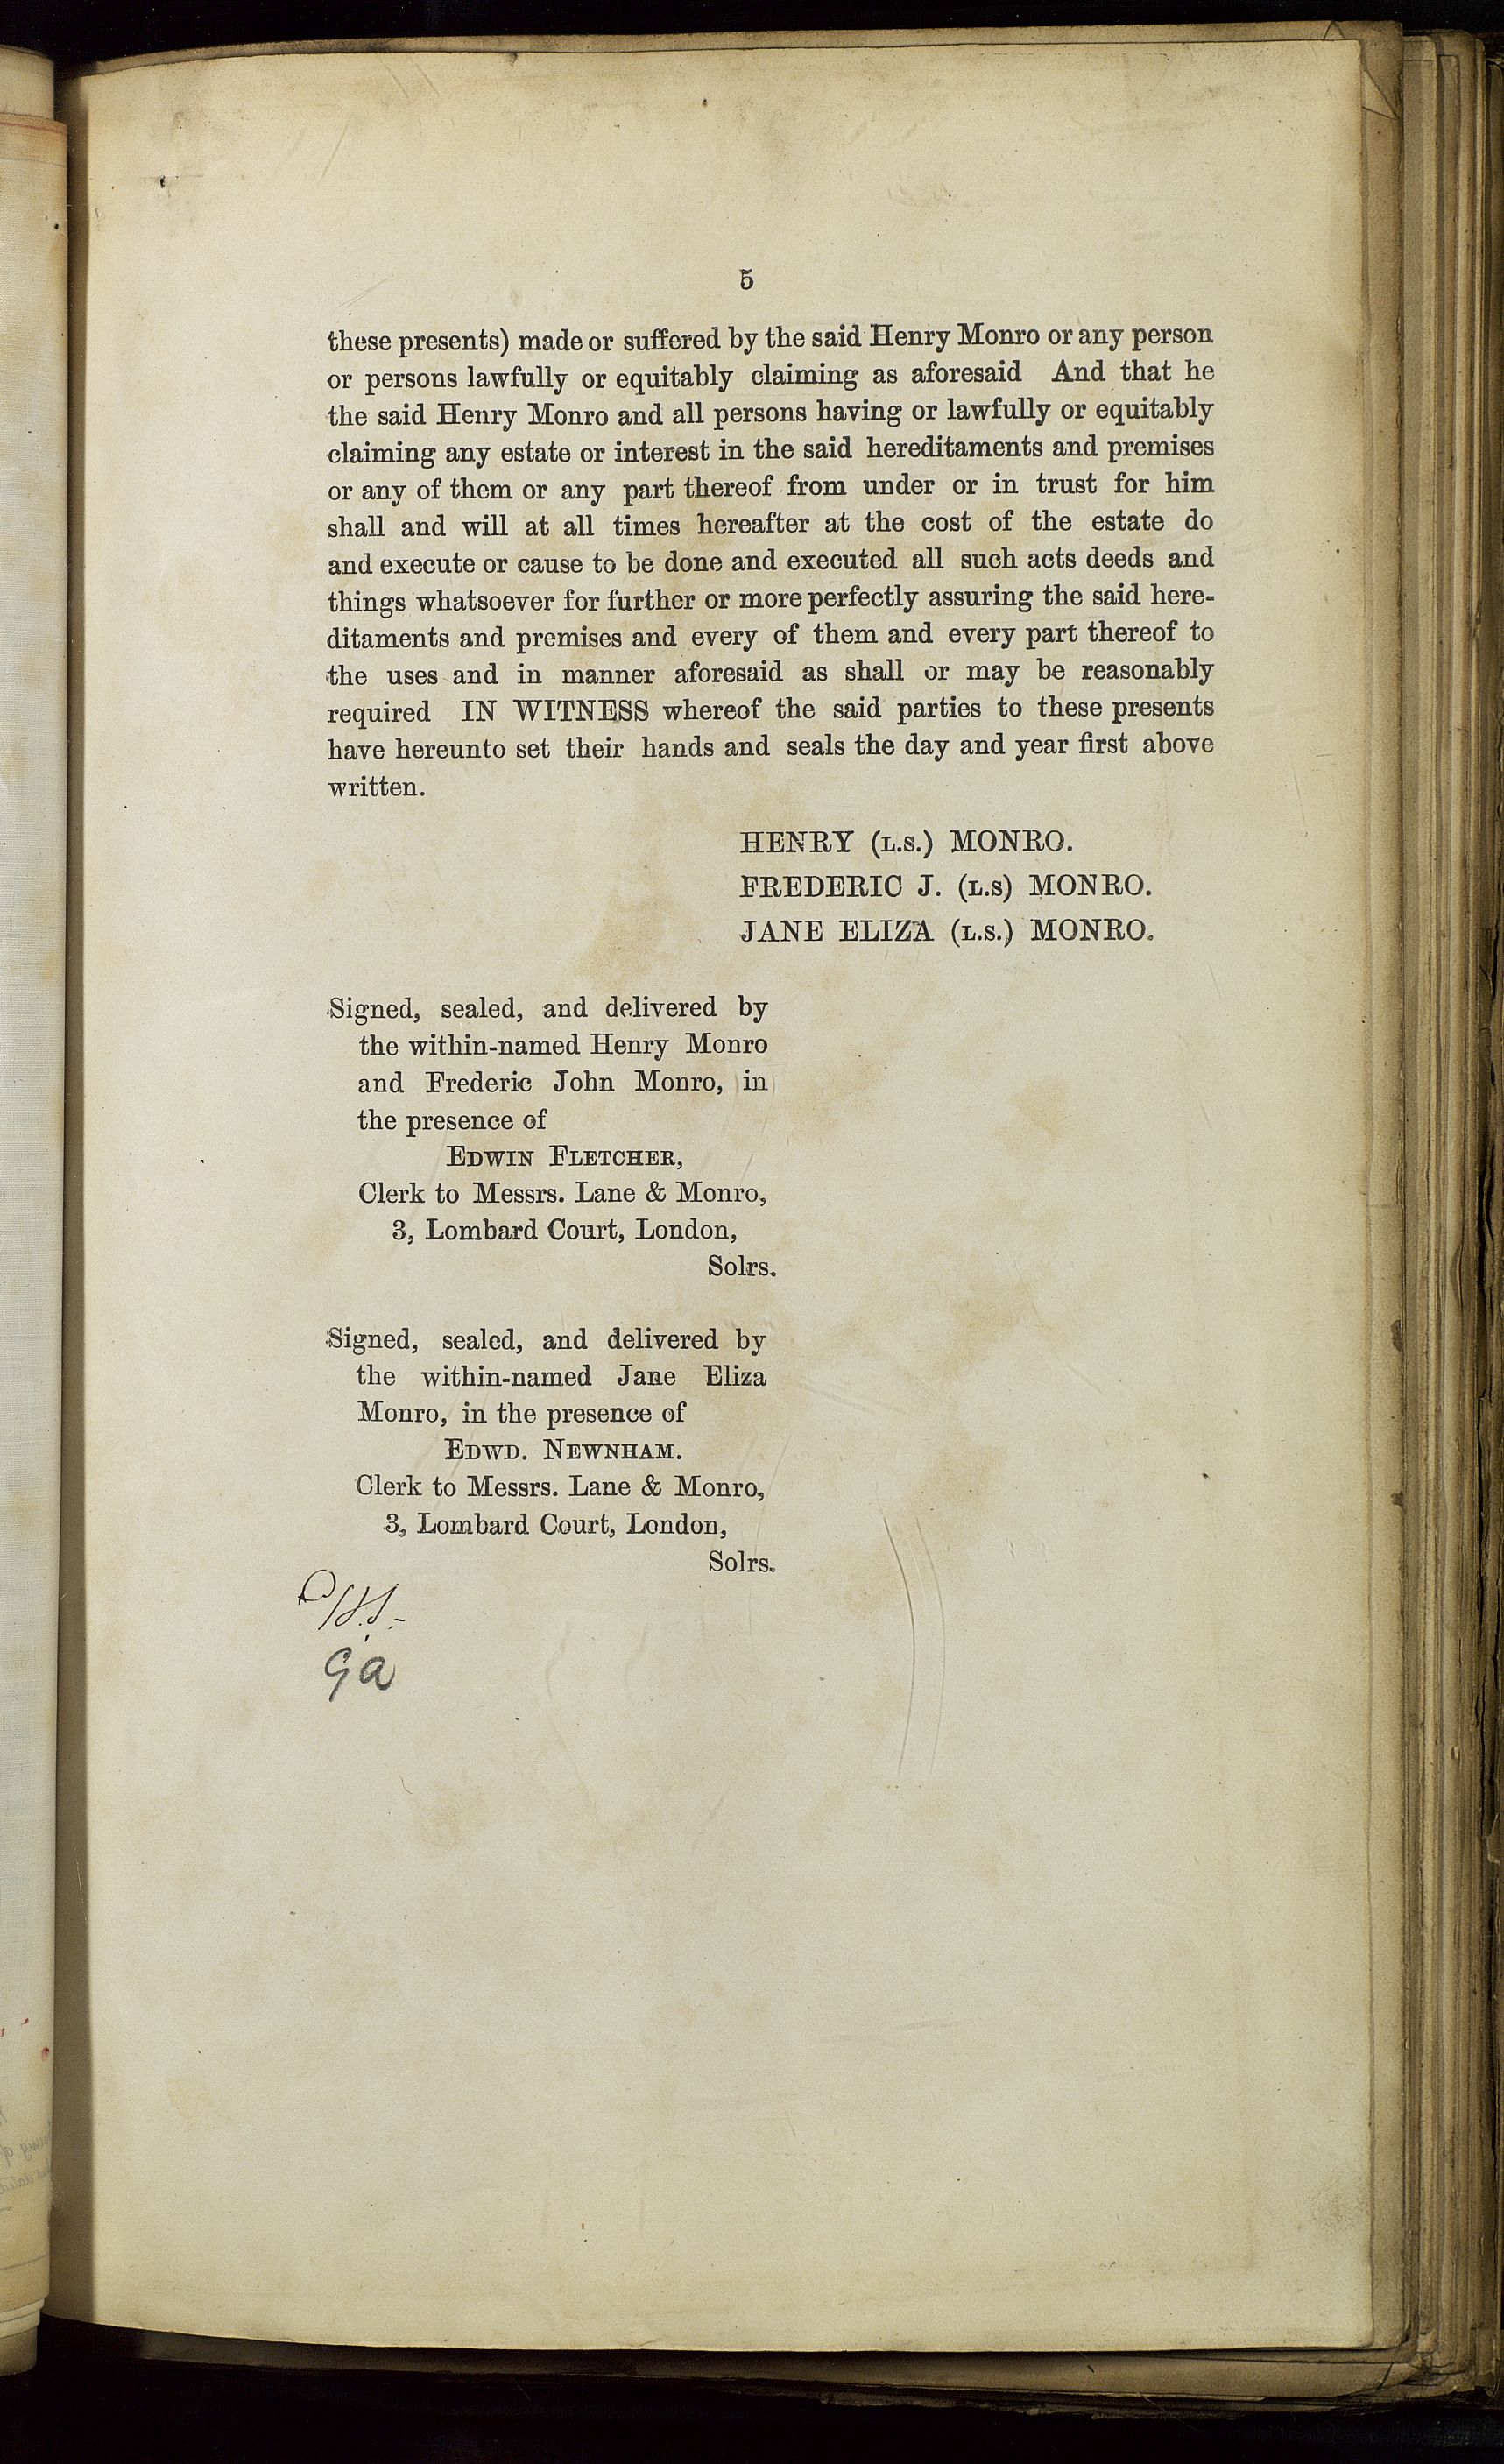 5
these presents) made or suffered by the said Henry Monro or any person
or persons lawfully or equitably claiming as aforesaid And that he
the said Henry Monro and all persons having or lawfully or equitably
claiming any estate or interest in the said hereditaments and premises
or any of them or any part thereof from under or in trust for him
shall and will at all times hereafter at the cost of the estate do
and execute or cause to be done and executed all such acts deeds and
things whatsoever for further or more perfectly assuring the said here-
ditaments and premises and every of them and every part thereof to
the uses and in manner aforesaid as shall or may be reasonably
required IN WITNESS whereof the said parties to these presents
have hereunto set their hands and seals the day and year first above
written.
HENRY (L.S.) MONRO.
FREDERIC J. (L.S) MONRO.
JANE ELIZA (L.S.) MONRO.
Signed, sealed, and delivered by
the within-named Henry Monro
and Frederic John Monro, in
the presence of
EDWIN FLETCHER,
Clerk to Messrs. Lane & Monro,
3, Lombard Court, London,
Solrs.
Signed, sealed, and delivered by
the within-named Jane Eliza
Monro, in the presence of
EDWD. NEWNHAM.
Clerk to Messrs. Lane & Monro,
3, Lombard Court, London,
Solrs.